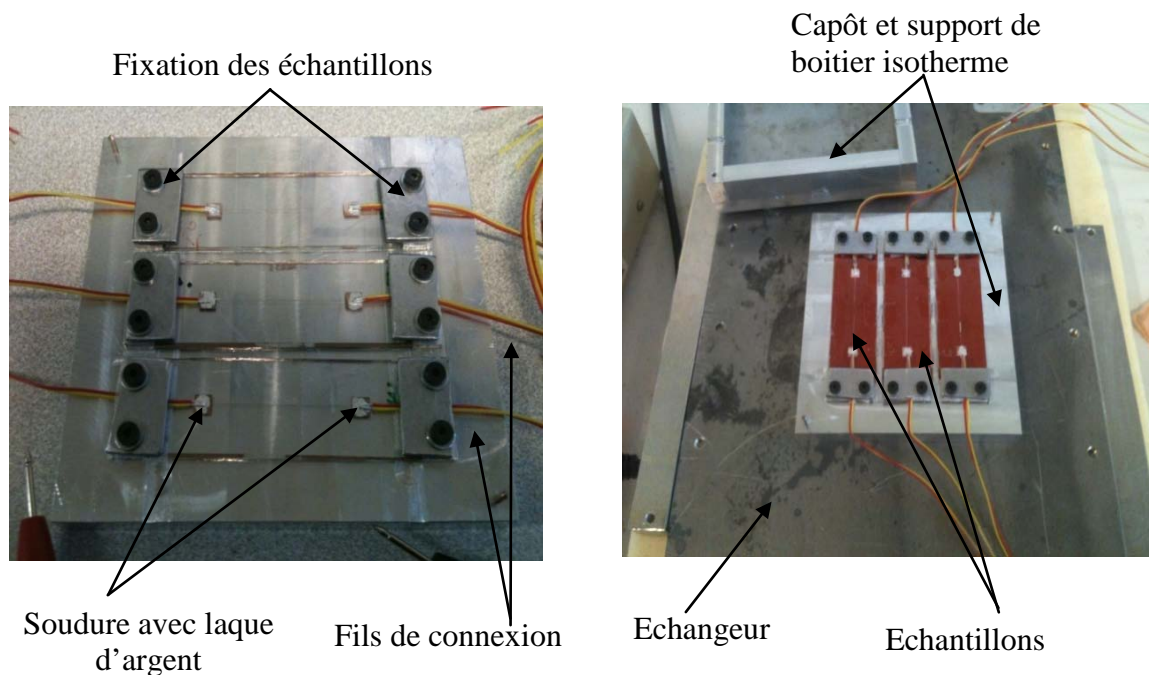 Fixation des échantillons
Capôt et support de
boitier isotherme
Soudure avec laque
d'argent
Fils de connexion
Echangeur
Echantillons